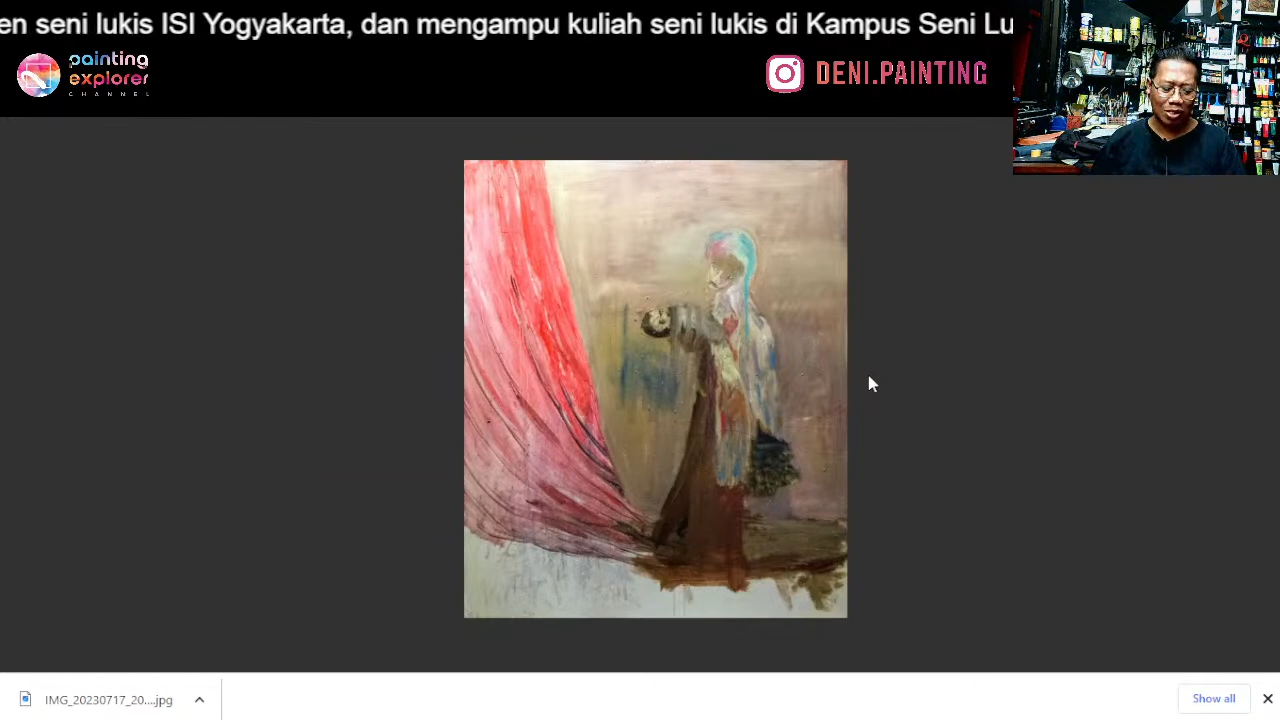 en seni lukis ISI Yogyakarta, dan mengampu kuliah seni lukis di Kampus Seni Lu
painting
explorer
CHANNEL
DENI.PAINTING
IMG_20230717_20....jpg
Show all